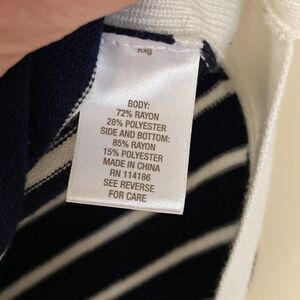 nxg
BODY:
72% RAYON
28% POLYESTER
SIDE AND BOTTOM:
85% RAYON
15% POLYESTER
MADE IN CHINA
RN 114186
SEE REVERSE
FOR CARE